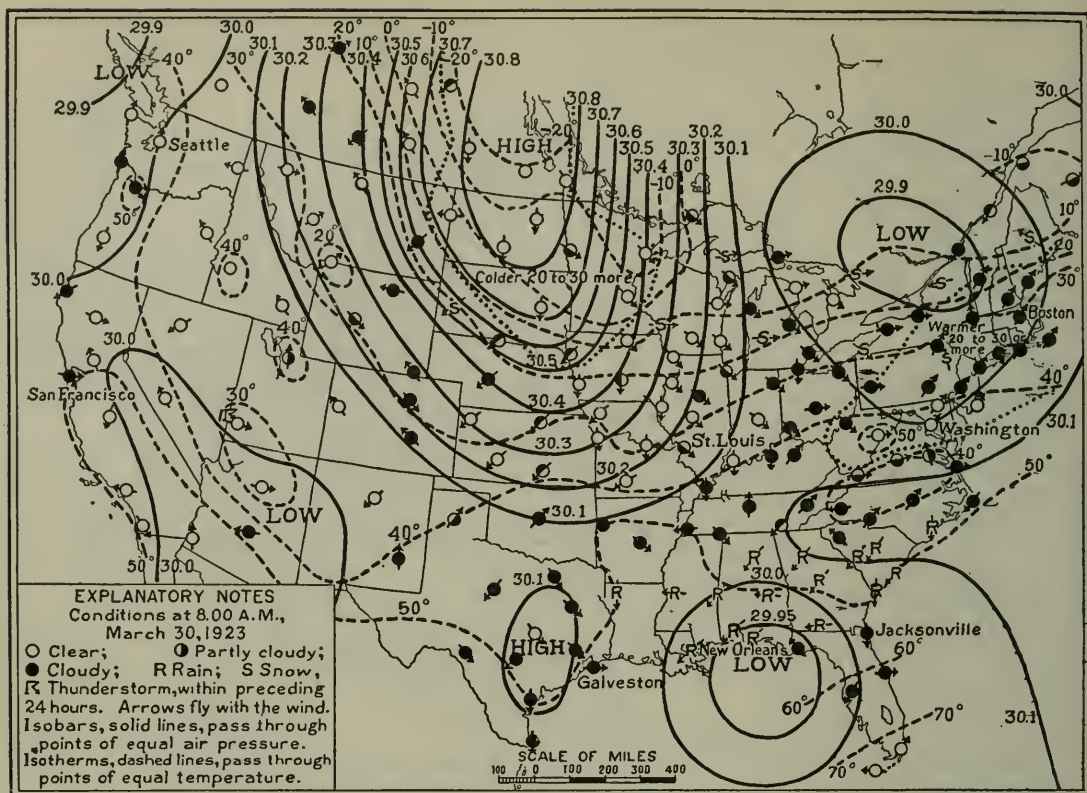 29.9 30.0 30.1 30.2 30.3 20° -10° 30.4 0° 30.5 30.6 -10° 30.7 -20° 30.8
LOW 40° 30°
29.9
Seattle
50°
30.8
30.7
30.6
30.5
30.4 30.3 30.2 30.1
-20°
HIGH
-10° 0°
30.0
29.9
LOW
30.0
-10°
10°
20°
30°
S
S
S
40°
20°
30.0
Colder 20 to 30 more
S
S
S
S
S
Boston
Warmer
20 to 30 or
more
S
40°
30.0
San Francisco
30.5
30.4
30.3
30.2
30.1
30°
LOW
St. Louis
Washington
50°
40°
40°
30.1
50°
50° 30.0
40°
50°
30.1
HIGH
Galveston
R R R R R R R R R
30.0
29.95
New Orleans
LOW
Jacksonville
60°
60°
70°
70°
30.1
EXPLANATORY NOTES
Conditions at 8.00 A.M.,
March 30, 1923
Clear; Partly cloudy;
Cloudy; R Rain; S Snow,
R Thunderstorm, within preceding
24 hours. Arrows fly with the wind.
Isobars, solid lines, pass through
points of equal air pressure.
Isotherms, dashed lines, pass through
points of equal temperature.
SCALE OF MILES
100 50 0 100 200 300 400